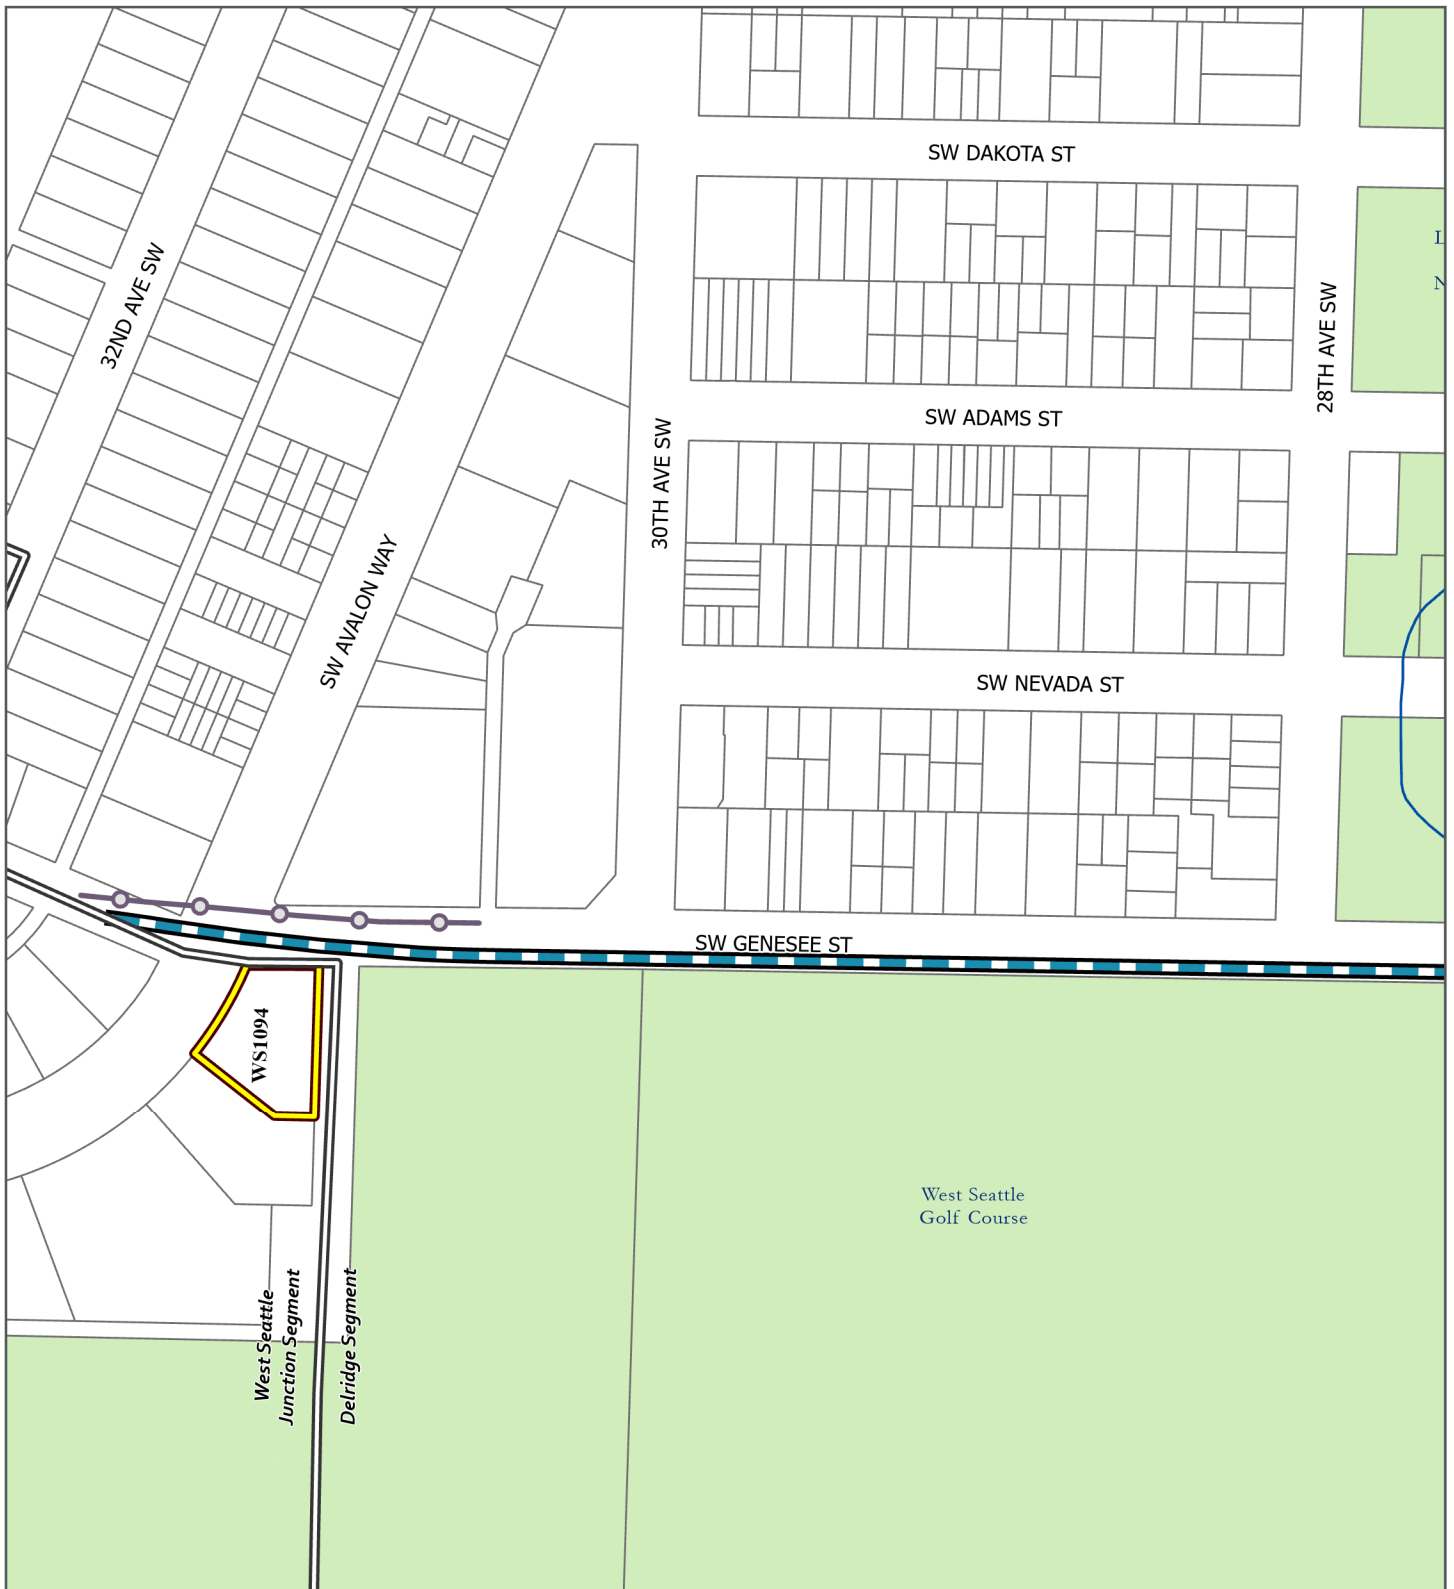 SW DAKOTA ST
L
N
32ND AVE SW
28TH AVE SW
SW ADAMS ST
30TH AVE SW
SW AVALON WAY
SW NEVADA ST
SW GENESEE ST
WS1094
West Seattle
Golf Course
West Seattle
Junction Segment
Delridge Segment